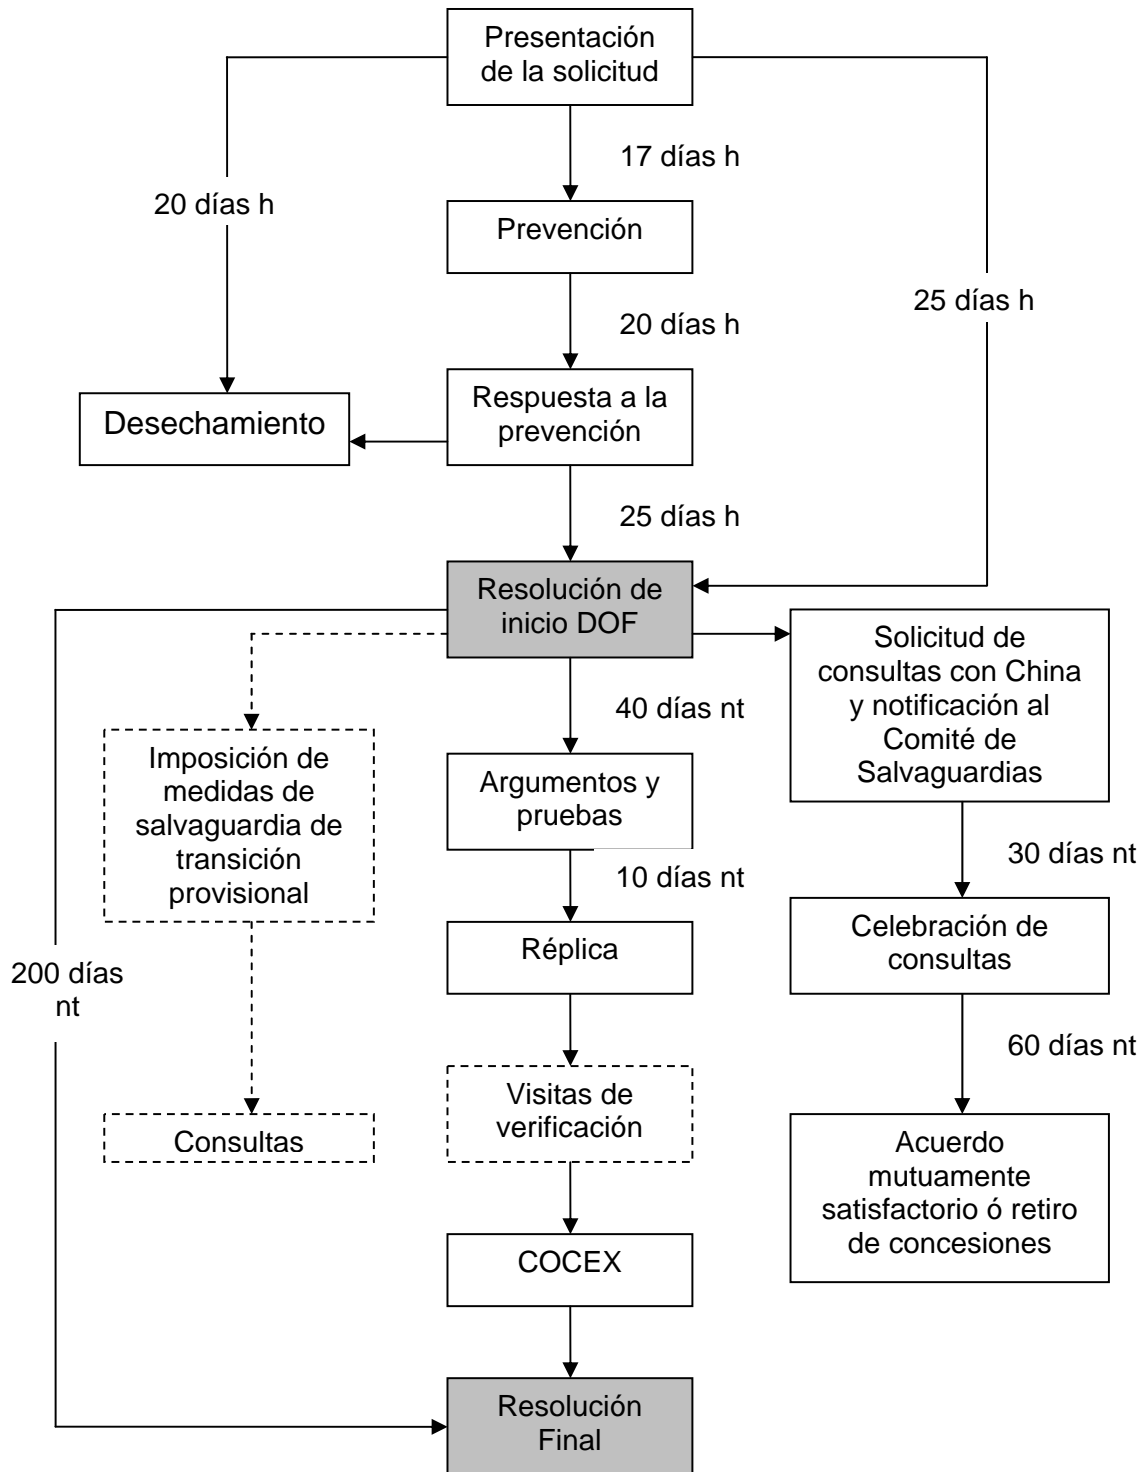 Presentación
de la solicitud
17 días h
20 días h
Prevención
25 días h
20 días h
Respuesta a la
prevención
Desechamiento
25 días h
Resolución de
inicio DOF
Solicitud de
consultas con China
y notificación al
Comité de
Salvaguardias
40 días nt
Imposición de
medidas de
salvaguardia de
transición
provisional
Argumentos y
pruebas
30 días nt
10 días nt
Réplica
Celebración de
consultas
200 días
nt
60 días nt
Visitas de
verificación
Consultas
Acuerdo
mutuamente
satisfactorio ó retiro
de concesiones
COCEX
Resolución
Final